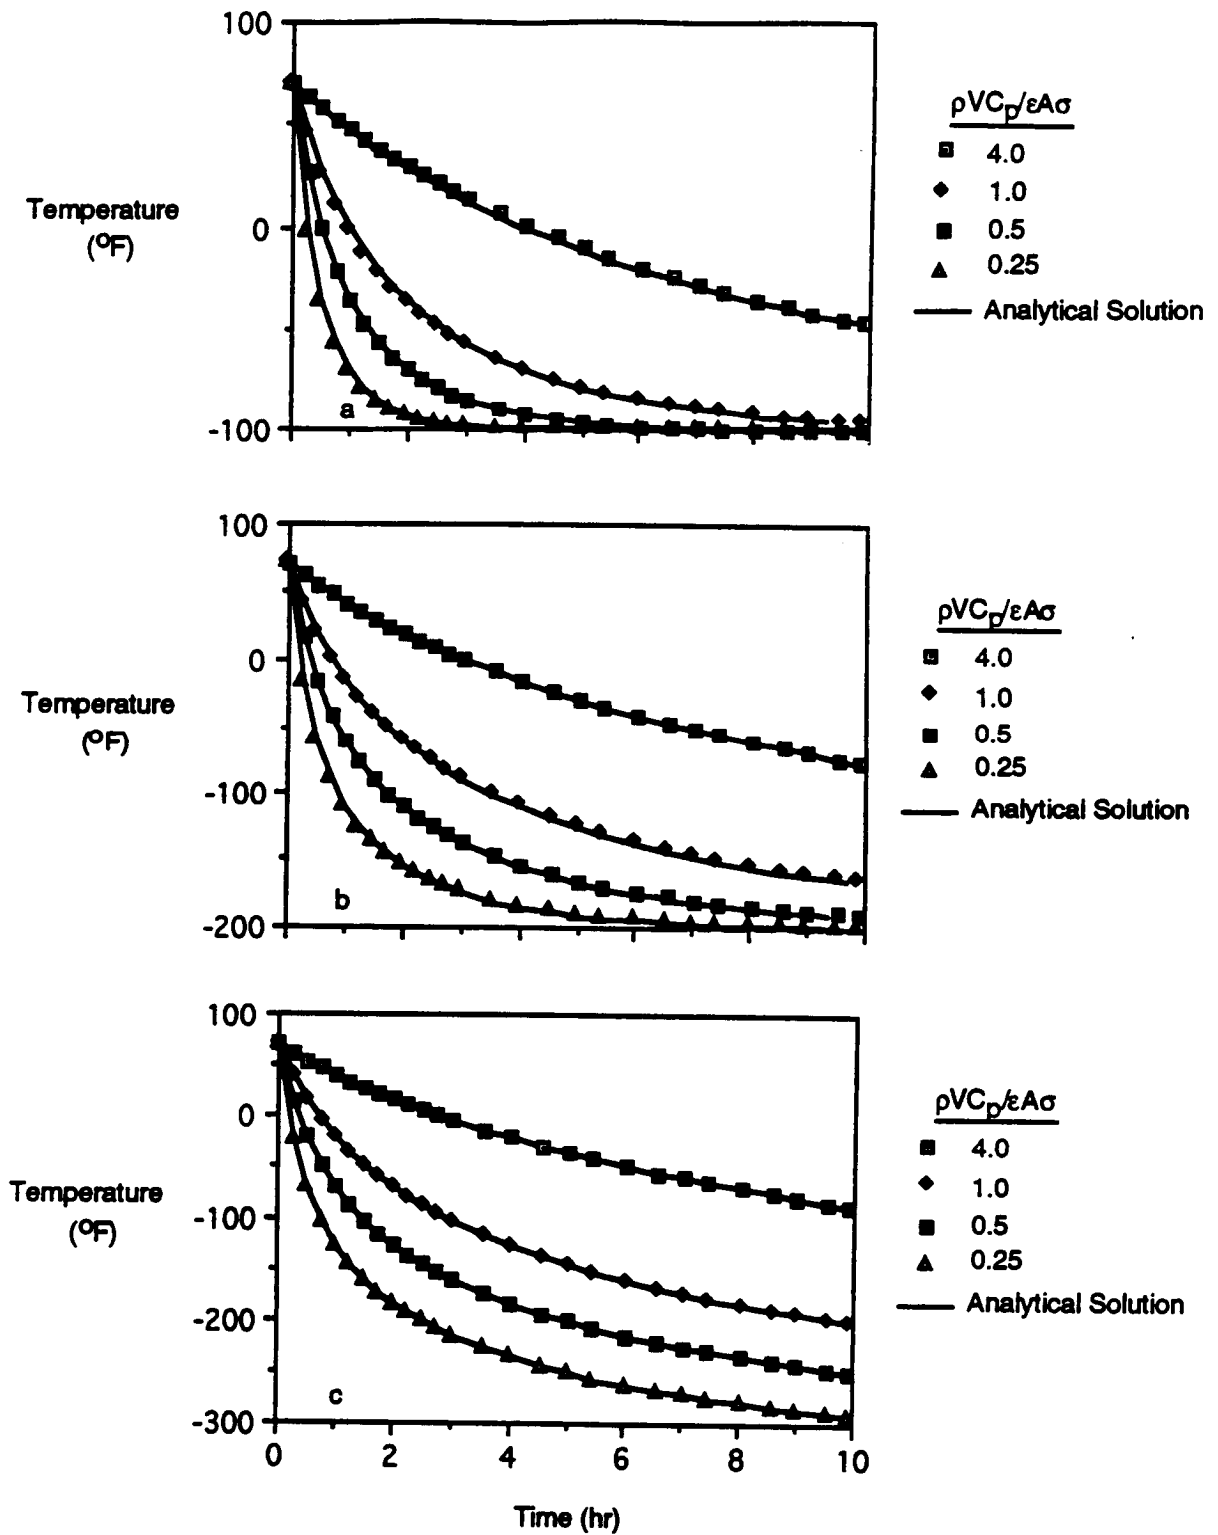 100
0
-100
Temperature
(°F)
a
ρVCp/εAσ
4.0
1.0
0.5
0.25
Analytical Solution
100
0
-100
-200
Temperature
(°F)
b
ρVCp/εAσ
4.0
1.0
0.5
0.25
Analytical Solution
100
0
-100
-200
-300
Temperature
(°F)
c
0 2 4 6 8 10
Time (hr)
ρVCp/εAσ
4.0
1.0
0.5
0.25
Analytical Solution